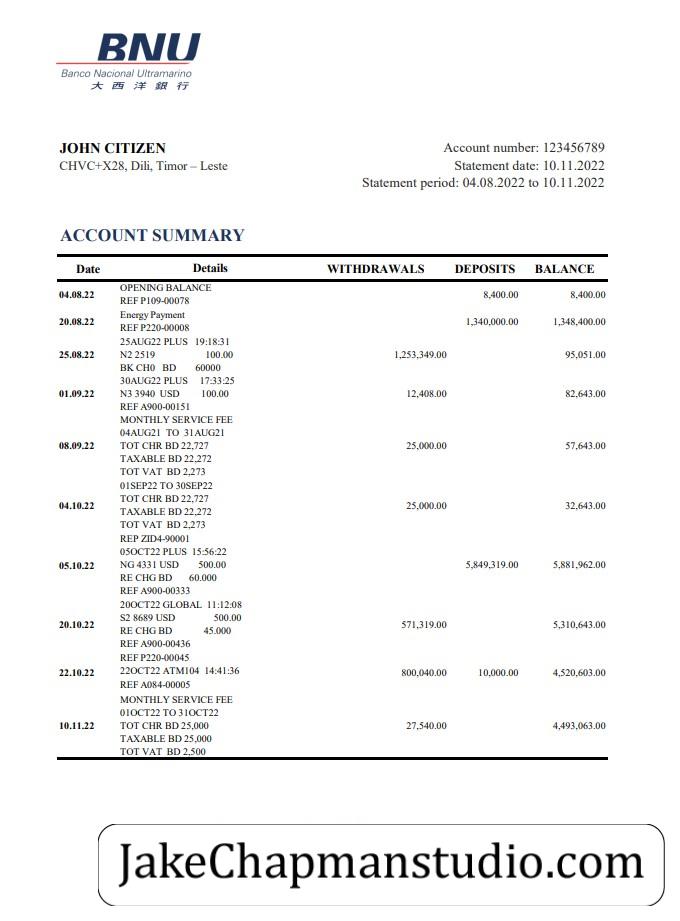 BNU
Banco Nacional Ultramarino
大西洋銀行
JOHN CITIZEN
CHVC+X28, Dili, Timor – Leste
Account number: 123456789
Statement date: 10.11.2022
Statement period: 04.08.2022 to 10.11.2022
ACCOUNT SUMMARY
Date Details WITHDRAWALS DEPOSITS BALANCE
OPENING BALANCE
04.08.22 8,400.00 8,400.00
REF P109-00078
Energy Payment
20.08.22 1,340,000.00 1,348,400.00
REF P220-00008
25AUG22 PLUS 19:18:31
25.08.22 N2 2519 100.00 1,253,349.00 95,051.00
BK CH0 BD 60000
30AUG22 PLUS 17:33:25
01.09.22 N3 3940 USD 100.00 12,408.00 82,643.00
REF A900-00151
MONTHLY SERVICE FEE
04AUG21 TO 31AUG21
08.09.22 TOT CHR BD 22,727 25,000.00 57,643.00
TAXABLE BD 22,272
TOT VAT BD 2,273
01SEP22 TO 30SEP22
TOT CHR BD 22,727
04.10.22 25,000.00 32,643.00
TAXABLE BD 22,272
TOT VAT BD 2,273
REP ZID4-90001
05OCT22 PLUS 15:56:22
05.10.22 NG 4331 USD 500.00 5,849,319.00 5,881,962.00
RE CHG BD 60.000
REF A900-00333
20OCT22 GLOBAL 11:12:08
S2 8689 USD 500.00
20.10.22 571,319.00 5,310,643.00
RE CHG BD 45.000
REF A900-00436
REF P220-00045
22.10.22 22OCT22 ATM104 14:41:36 800,040.00 10,000.00 4,520,603.00
REF A084-00005
MONTHLY SERVICE FEE
01OCT22 TO 31OCT22
10.11.22 TOT CHR BD 25,000 27,540.00 4,493,063.00
TAXABLE BD 25,000
TOT VAT BD 2,500
JakeChapmanstudio.com